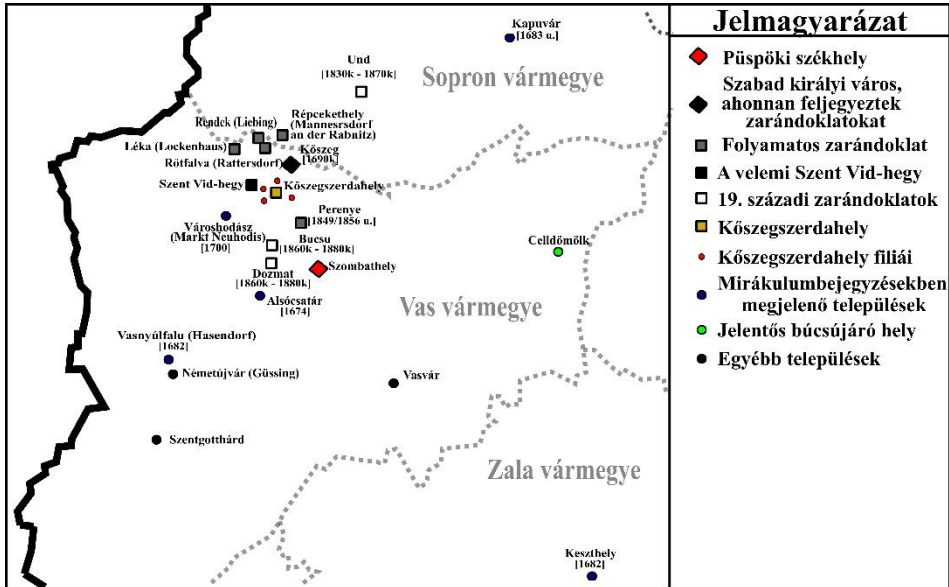 Kapuvár
[1683 u.]
Und
[1830k - 1870k]
Sopron vármegye
Rendek (Liebing)
Répcekethely
(Mannersdorf
an der Rabnitz)
Léka (Lockenhaus)
Kőszeg
[1690k]
Rőtfalva (Rattersdorf)
Szent Vid-hegy
Kőszegszerdahely
Perenye
[1849/1856 u.]
Városhodász
(Markt Neuhodis)
[1700]
Bucsu
[1860k - 1880k]
Celldömölk
Szombathely
Dozmat
[1860k - 1880k]
Alsócsatár
[1674]
Vas vármegye
Vasnyúlfalu (Hasendorf)
[1682]
Németújvár (Güssing)
Vasvár
Szentgotthárd
Zala vármegye
Keszthely
[1682]
Jelmagyarázat
Püspöki székhely
Szabad királyi város,
ahonnan feljegyeztek
zarándoklatokat
Folyamatos zarándoklat
A velemi Szent Vid-hegy
19. századi zarándoklatok
Kőszegszerdahely
Kőszegszerdahely filiái
Mirákulumbejegyzésekben
megjelenő települések
Jelentős búcsújáró hely
Egyébb települések